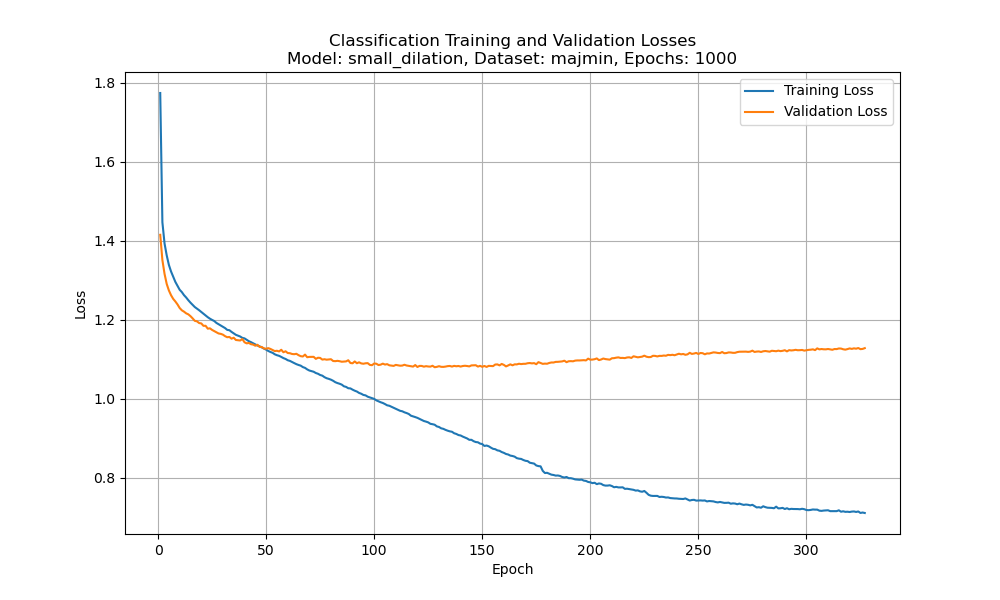 Classification Training and Validation Losses
Model: small_dilation, Dataset: majmin, Epochs: 1000
Training Loss
Validation Loss
1.8
1.6
1.4
1.2
1.0
0.8
Loss
0
50
100
150
200
250
300
Epoch